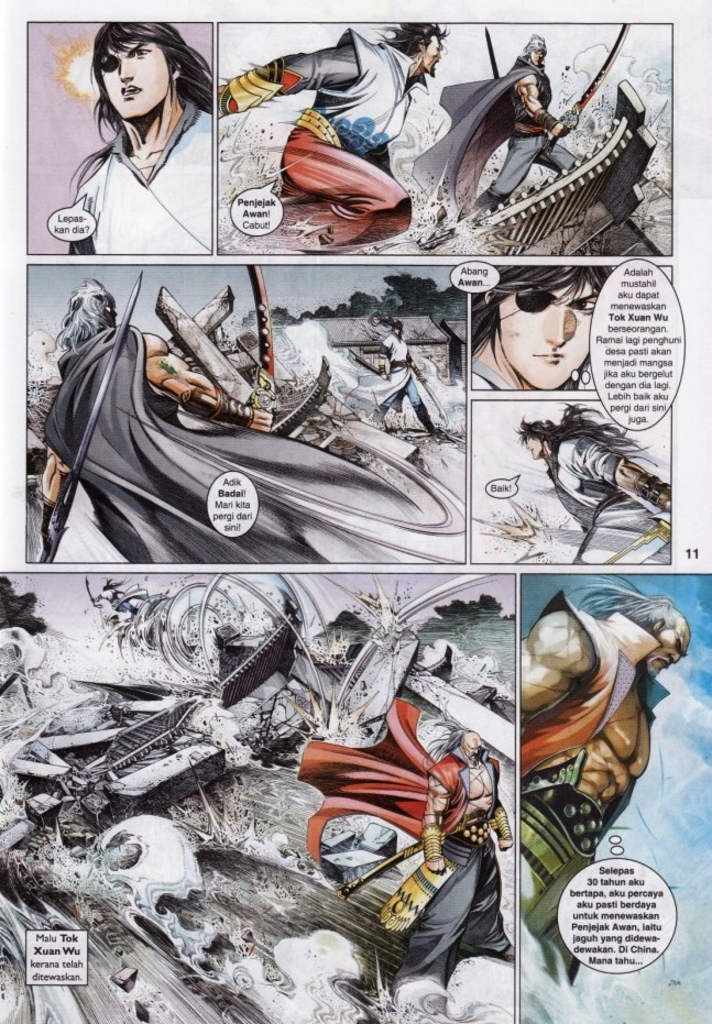 Lepas-
kan dia?
Penjejak
Awan!
Cabut!
Adik
Badai!
Mari kita
pergi dari
sini!
Abang
Awan...
Adalah
mustahil
aku dapat
menewaskan
Tok Xuan Wu
berseorangan.
Ramai lagi penghuni
desa pasti akan
menjadi mangsa
jika aku bergelut
dengan dia lagi.
Lebih baik aku
pergi dari sini
juga.
Baik!
11
Malu Tok
Xuan Wu
kerana telah
ditewaskan.
Selepas
30 tahun aku
bertapa, aku percaya
aku pasti berdaya
untuk menewaskan
Penjejak Awan, iaitu
jaguh yang didewa-
dewakan. Di China.
Mana tahu...